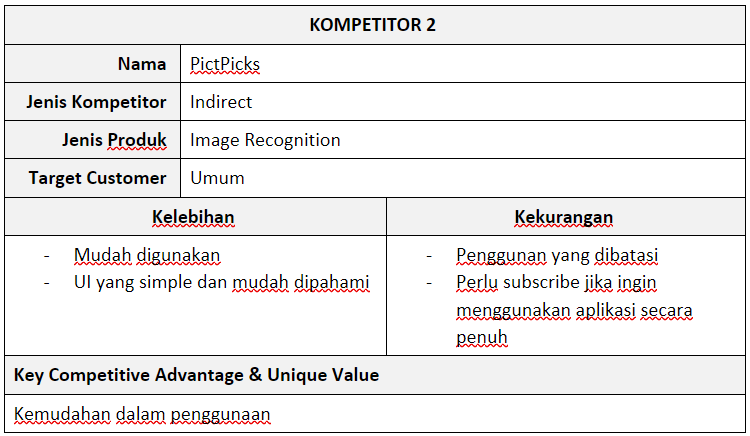 KOMPETITOR 2
Nama PictPicks
Jenis Kompetitor Indirect
Jenis Produk Image Recognition
Target Customer Umum
Kelebihan Kekurangan
- Mudah digunakan
- UI yang simple dan mudah dipahami
- Penggunan yang dibatasi
- Perlu subscribe jika ingin
menggunakan aplikasi secara
penuh
Key Competitive Advantage & Unique Value
Kemudahan dalam penggunaan